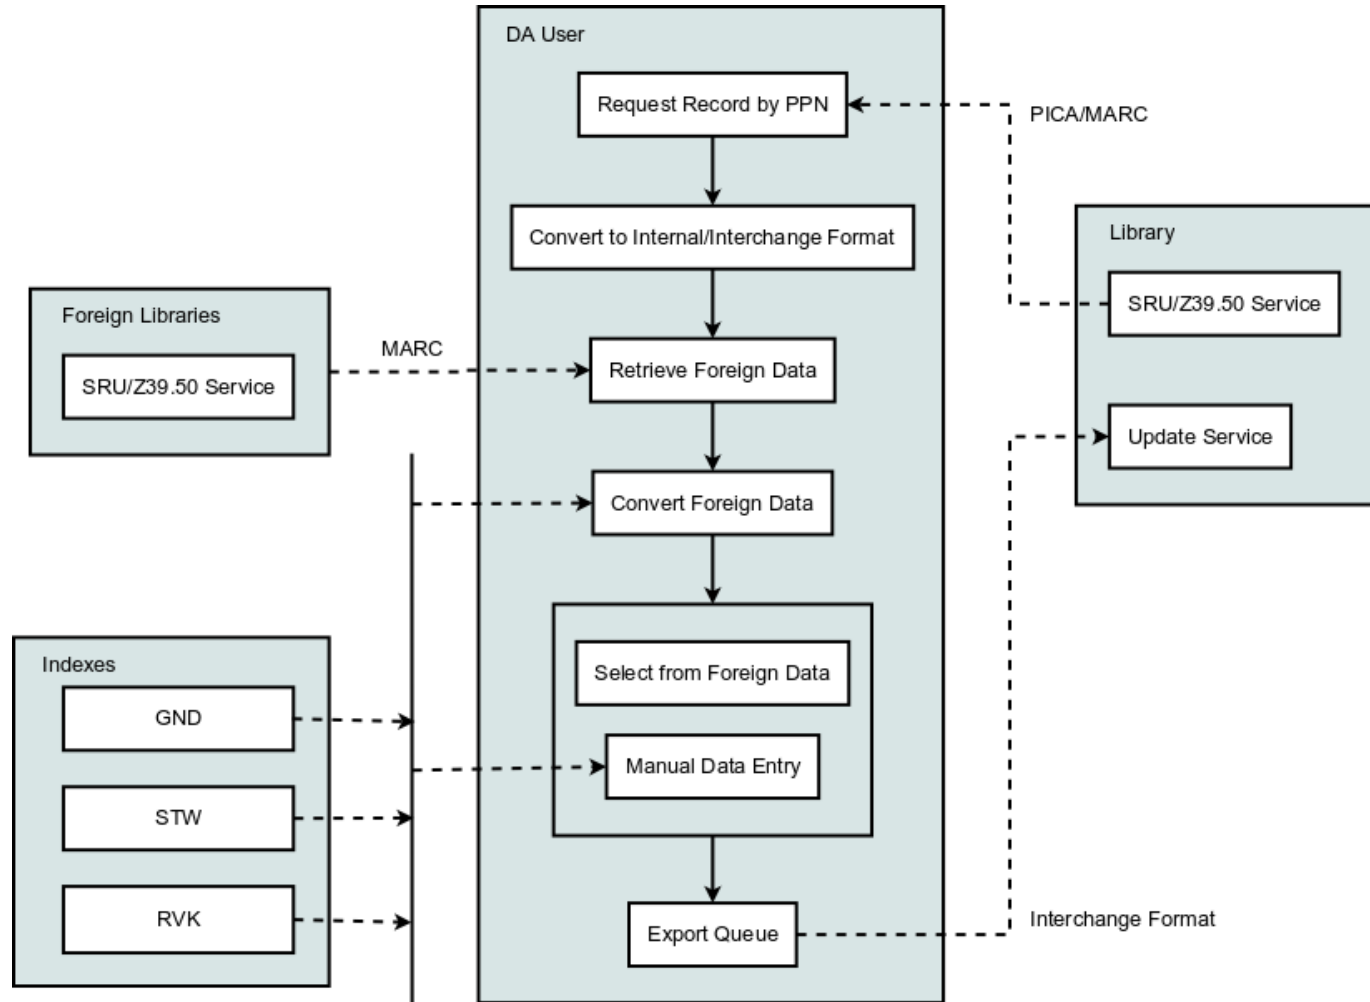 DA User
Request Record by PPN
PICA/MARC
Convert to Internal/Interchange Format
Library
SRU/Z39.50 Service
Update Service
Foreign Libraries
SRU/Z39.50 Service
MARC
Retrieve Foreign Data
Convert Foreign Data
Indexes
GND
STW
RVK
Select from Foreign Data
Manual Data Entry
Export Queue
Interchange Format